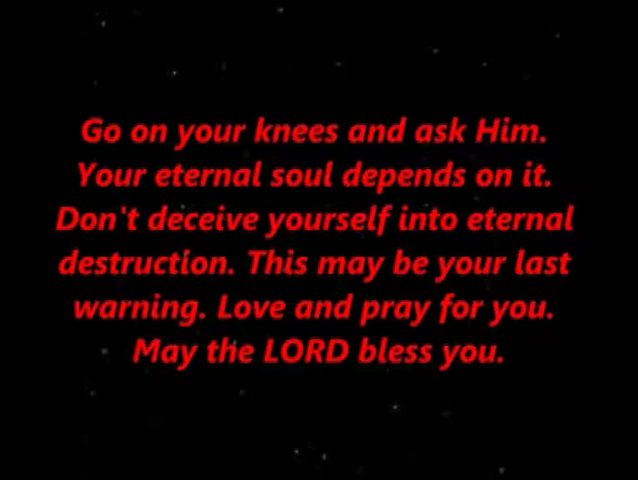 Go on your knees and ask Him.
Your eternal soul depends on it.
Don't deceive yourself into eternal
destruction. This may be your last
warning. Love and pray for you.
May the LORD bless you.